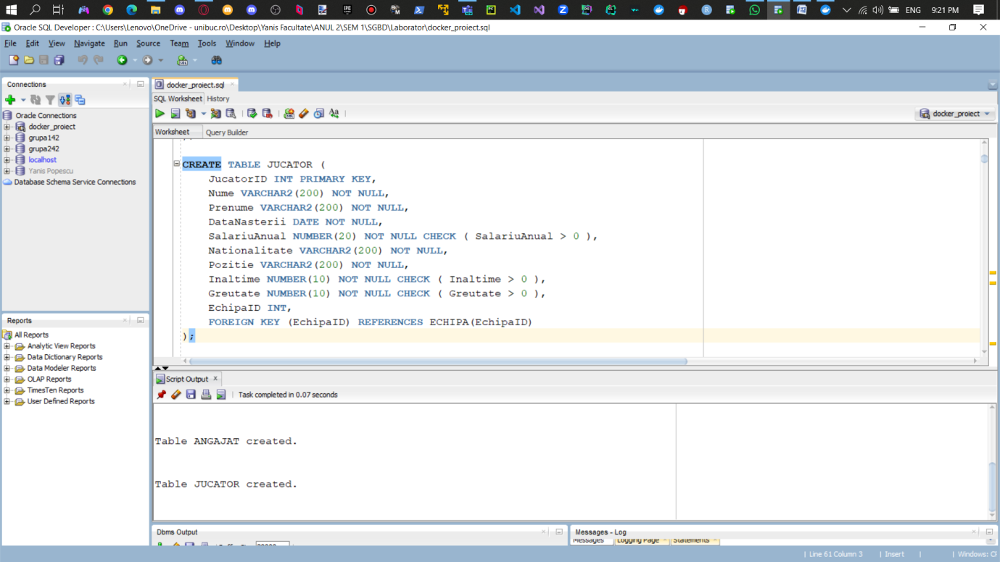 ENG 9:21 PM
Oracle SQL Developer : C:\Users\Lenovo\OneDrive - unibuc.ro\Desktop\Yanis Facultate\ANUL 2\SEM 1\SGBD\Laborator\docker_proiect.sql
File Edit View Navigate Run Source Team Tools Window Help
Connections
Oracle Connections
docker_proiect
grupa142
grupa242
localhost
Yanis Popescu
Database Schema Service Connections
Reports
All Reports
Analytic View Reports
Data Dictionary Reports
Data Modeler Reports
OLAP Reports
TimesTen Reports
User Defined Reports
docker_proiect.sql
SQL Worksheet History
docker_proiect
Worksheet Query Builder
CREATE TABLE JUCATOR (
JucatorID INT PRIMARY KEY,
Nume VARCHAR2(200) NOT NULL,
Prenume VARCHAR2(200) NOT NULL,
DataNasterii DATE NOT NULL,
SalariuAnual NUMBER(20) NOT NULL CHECK ( SalariuAnual > 0 ),
Nationalitate VARCHAR2(200) NOT NULL,
Pozitie VARCHAR2(200) NOT NULL,
Inaltime NUMBER(10) NOT NULL CHECK ( Inaltime > 0 ),
Greutate NUMBER(10) NOT NULL CHECK ( Greutate > 0 ),
EchipaID INT,
FOREIGN KEY (EchipaID) REFERENCES ECHIPA(EchipaID)
);
Script Output
Task completed in 0.07 seconds
Table ANGAJAT created.
Table JUCATOR created.
Dbms Output
Messages - Log
Messages Logging Page Statements
Line 61 Column 3 Insert Windows: CF